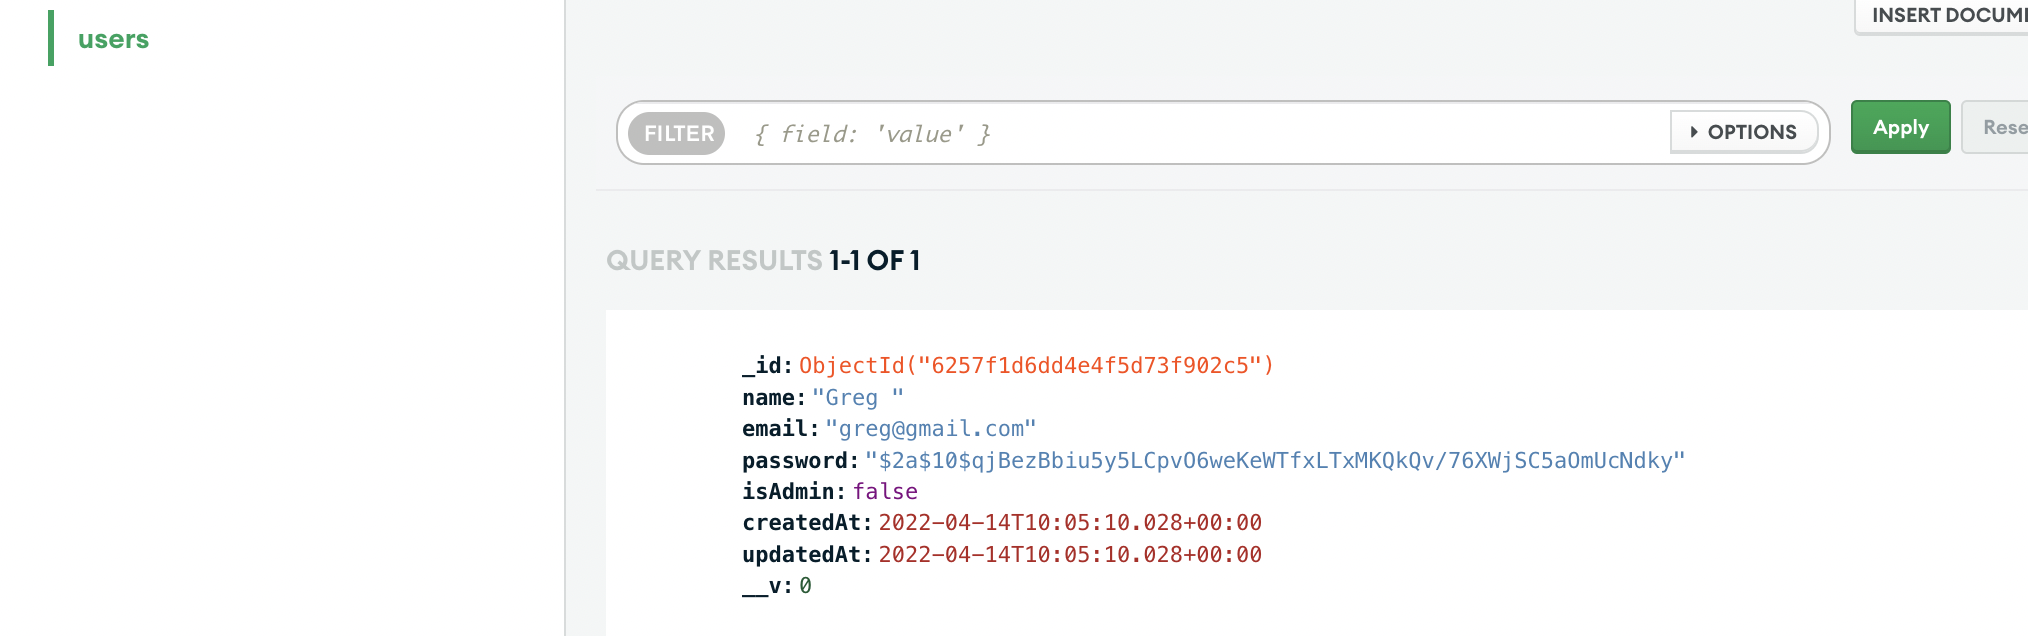 users
INSERT DOCUM
FILTER { field: 'value' } OPTIONS Apply Rese
QUERY RESULTS 1-1 OF 1
_id: ObjectId("6257f1d6dd4e4f5d73f902c5")
name: "Greg "
email: "greg@gmail.com"
password: "$2a$10$qjBezBbiu5y5LCpvO6weKeWTfxLTxMKQkQv/76XWjSC5aOmUcNdky"
isAdmin: false
createdAt: 2022-04-14T10:05:10.028+00:00
updatedAt: 2022-04-14T10:05:10.028+00:00
__v: 0